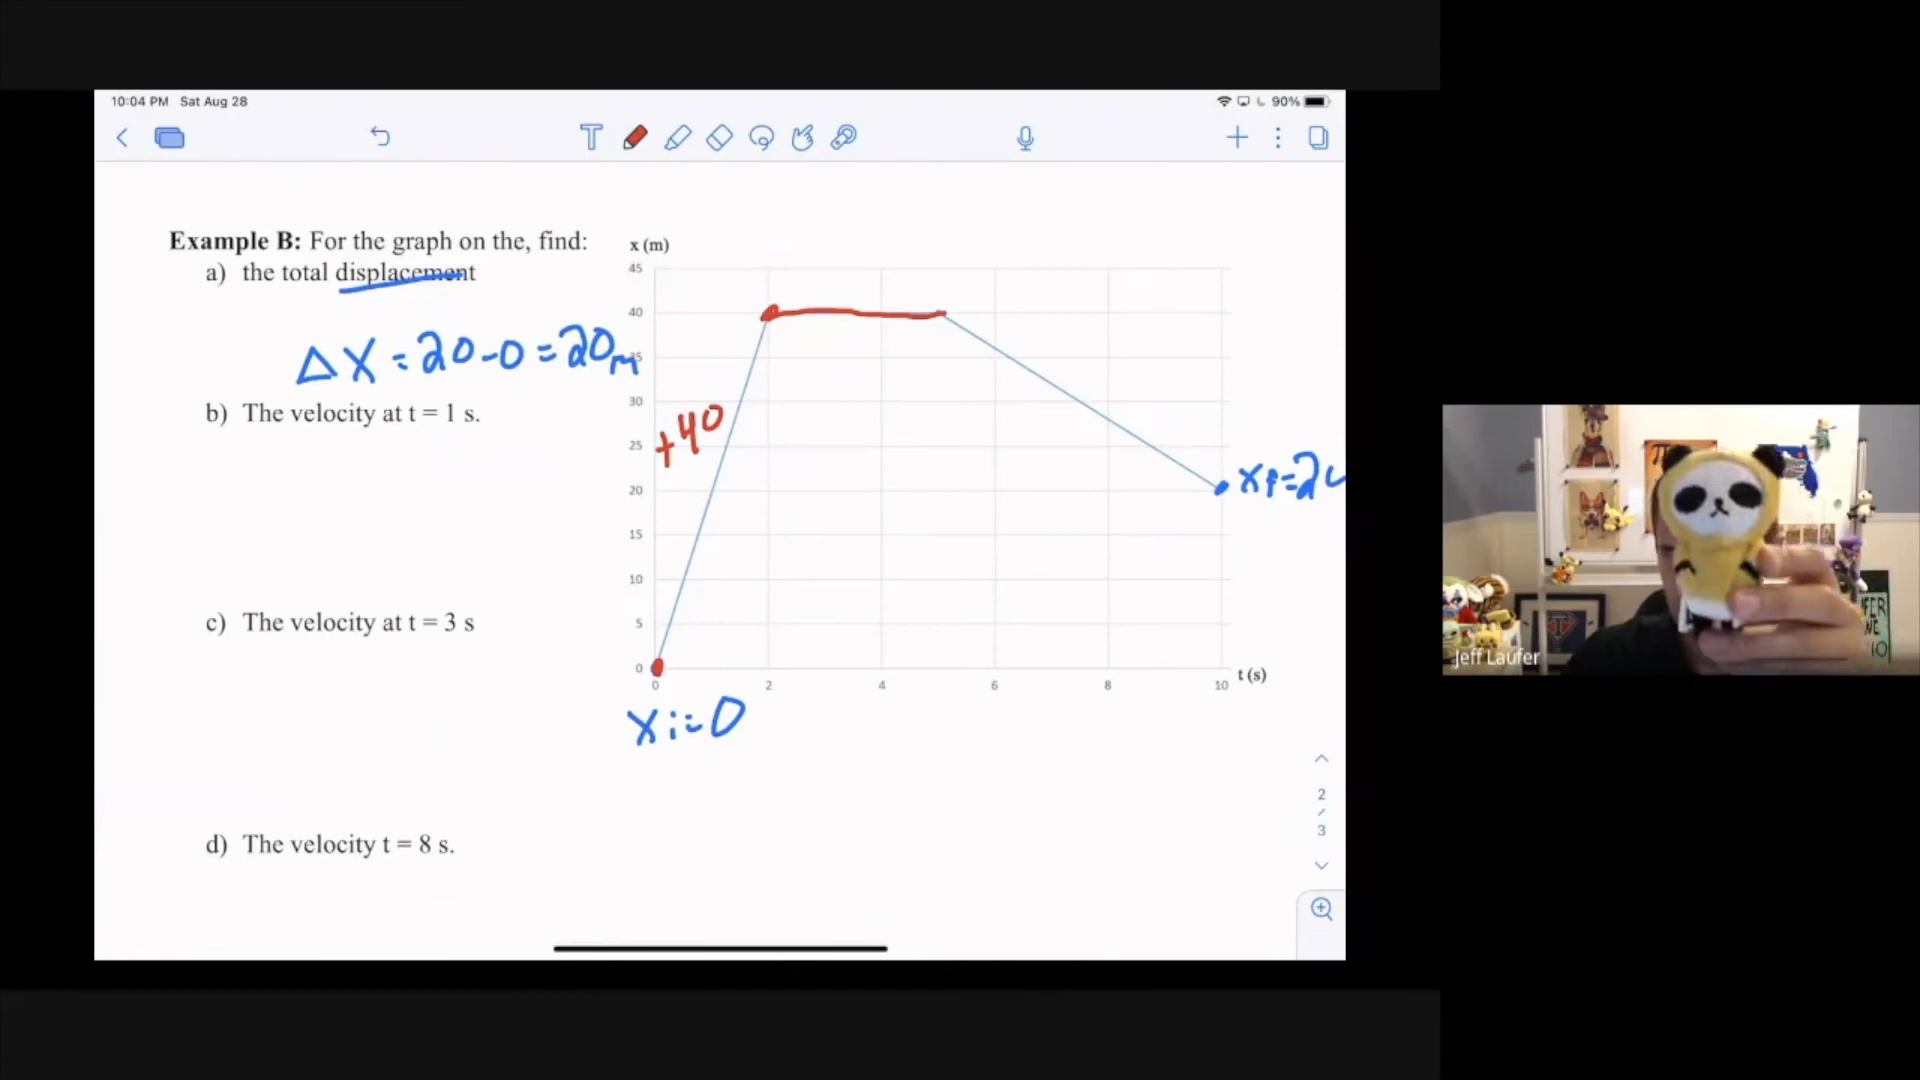 10:04 PM Sat Aug 28
90%
Example B: For the graph on the, find:
a) the total displacement
Δx = 20-0 = 20m
b) The velocity at t = 1 s.
c) The velocity at t = 3 s
d) The velocity t = 8 s.
x (m)
45
40
35
30
25
20
15
10
5
0
0 2 4 6 8 10
t (s)
+40
xi=0
xf=20
2
/
3
Jeff Laufer